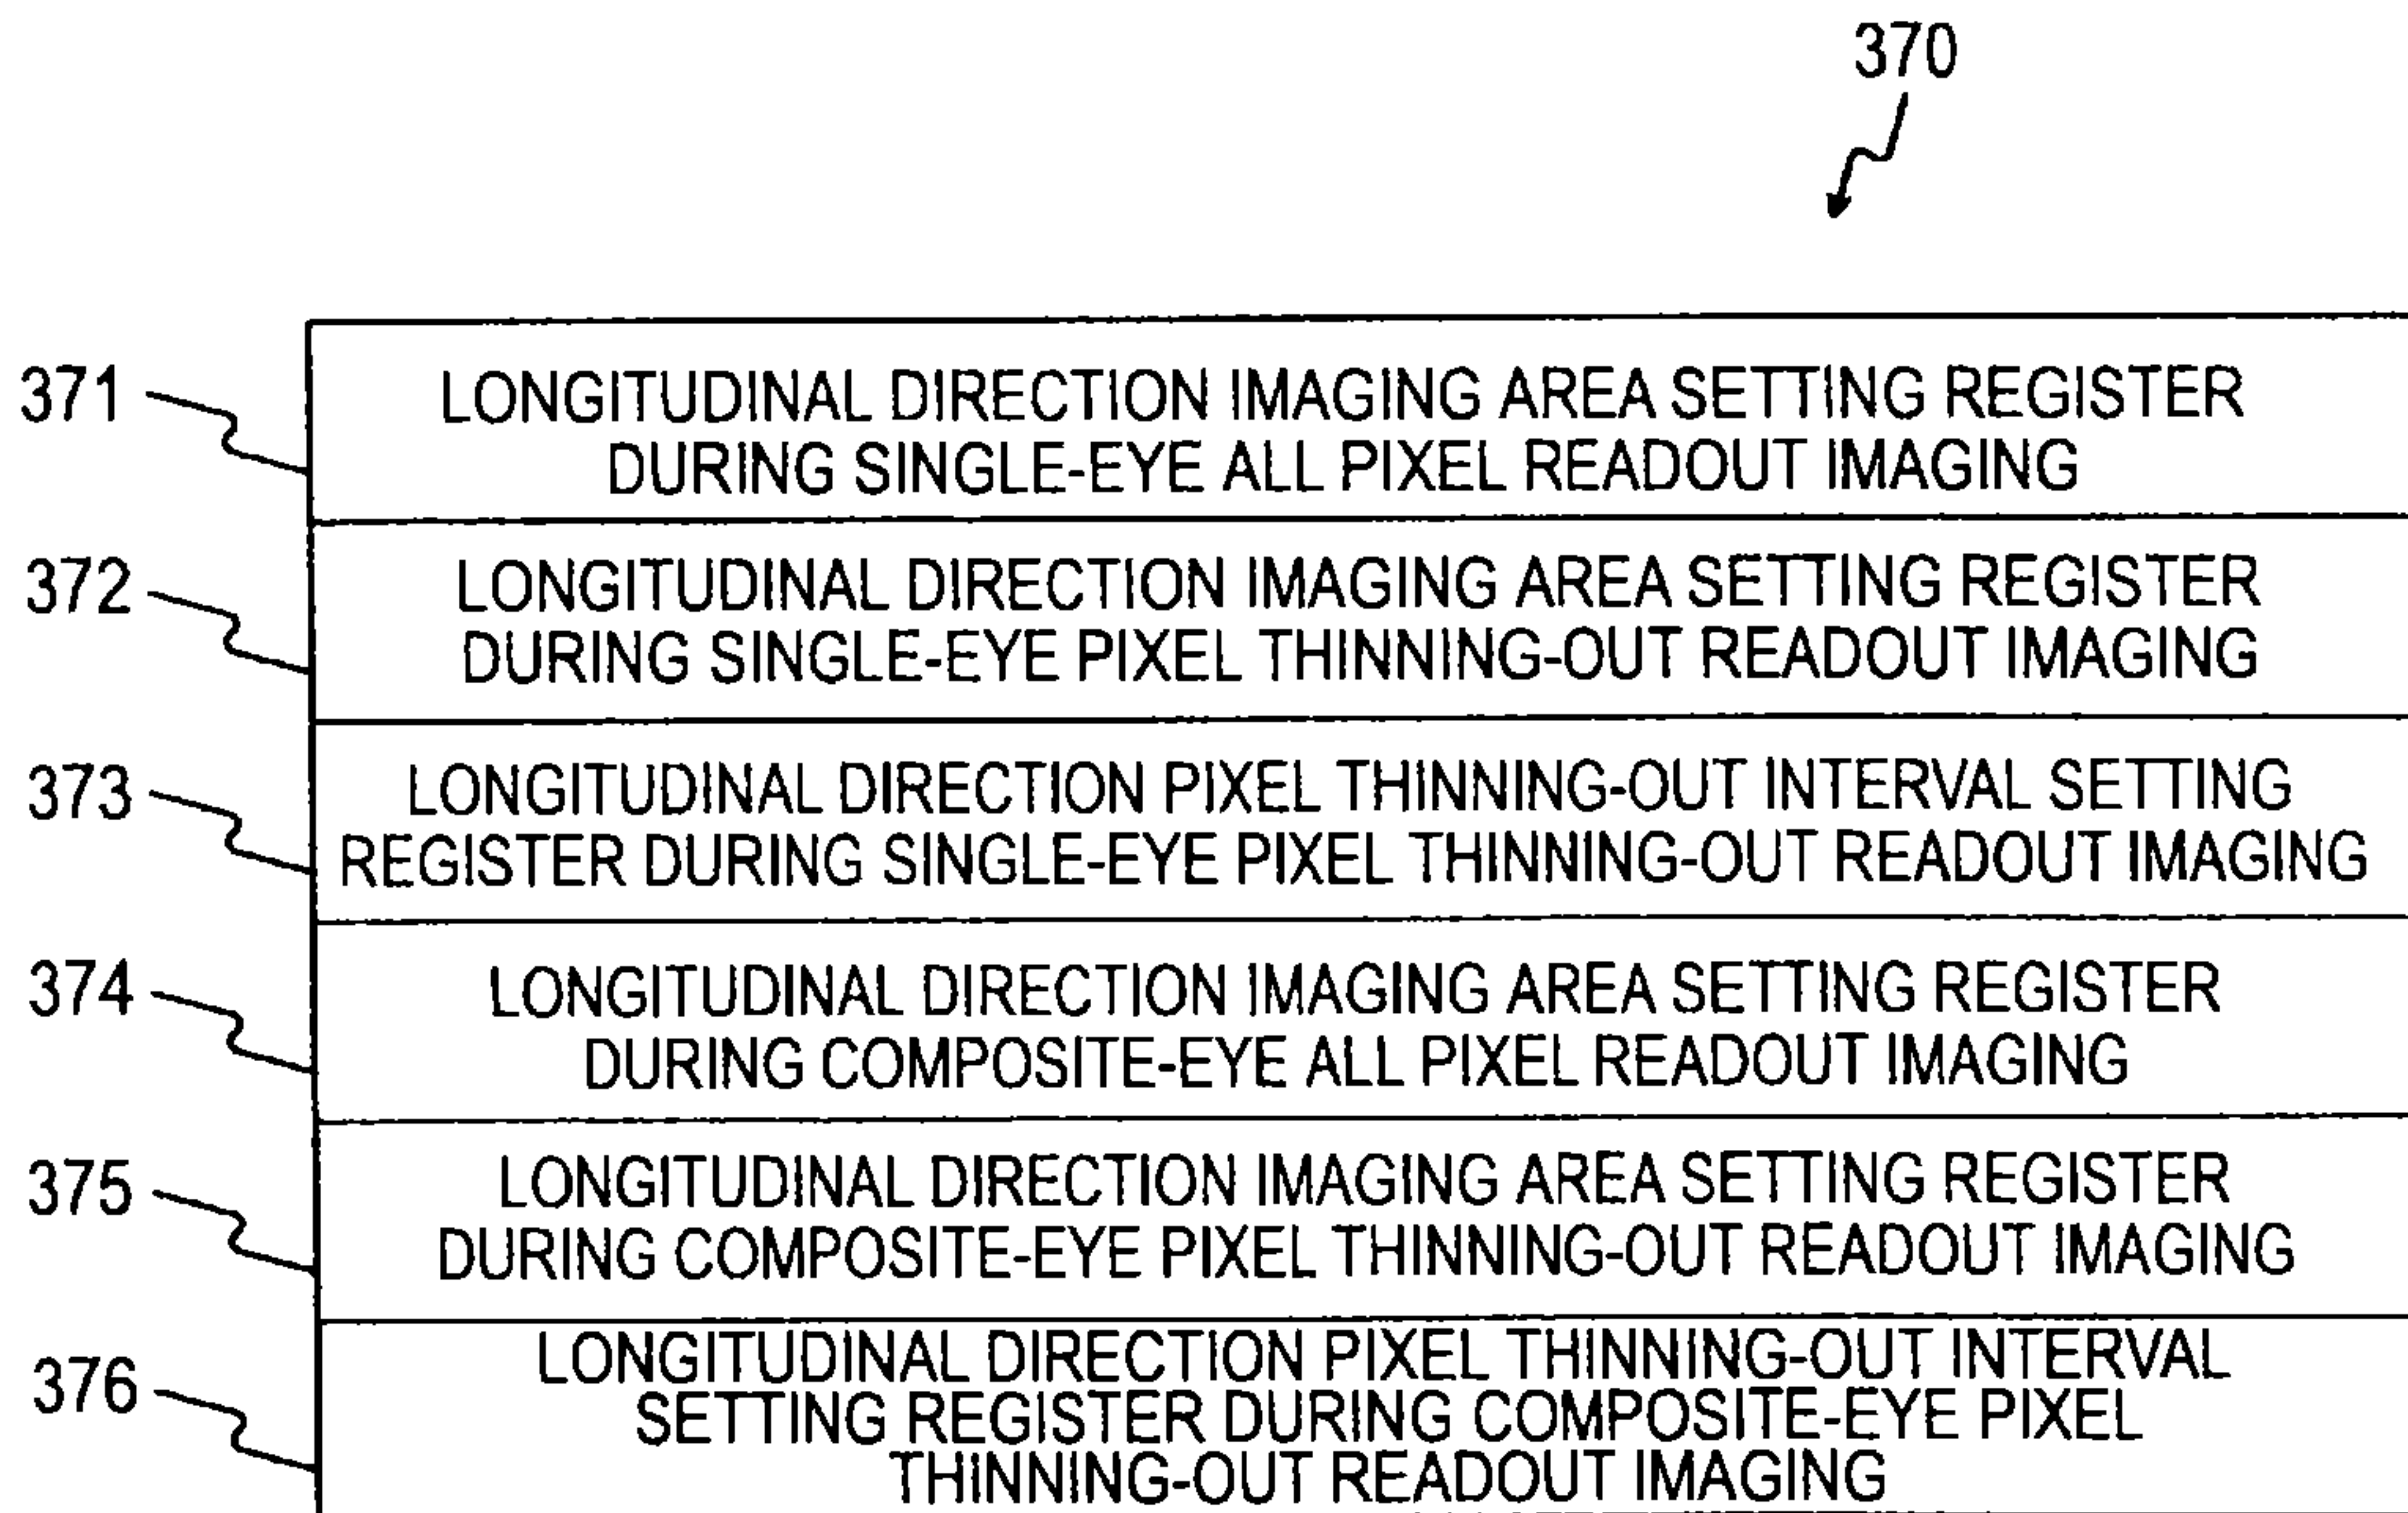 370
371
LONGITUDINAL DIRECTION IMAGING AREA SETTING REGISTER
DURING SINGLE-EYE ALL PIXEL READOUT IMAGING
372
LONGITUDINAL DIRECTION IMAGING AREA SETTING REGISTER
DURING SINGLE-EYE PIXEL THINNING-OUT READOUT IMAGING
373
LONGITUDINAL DIRECTION PIXEL THINNING-OUT INTERVAL SETTING
REGISTER DURING SINGLE-EYE PIXEL THINNING-OUT READOUT IMAGING
374
LONGITUDINAL DIRECTION IMAGING AREA SETTING REGISTER
DURING COMPOSITE-EYE ALL PIXEL READOUT IMAGING
375
LONGITUDINAL DIRECTION IMAGING AREA SETTING REGISTER
DURING COMPOSITE-EYE PIXEL THINNING-OUT READOUT IMAGING
376
LONGITUDINAL DIRECTION PIXEL THINNING-OUT INTERVAL
SETTING REGISTER DURING COMPOSITE-EYE PIXEL
THINNING-OUT READOUT IMAGING